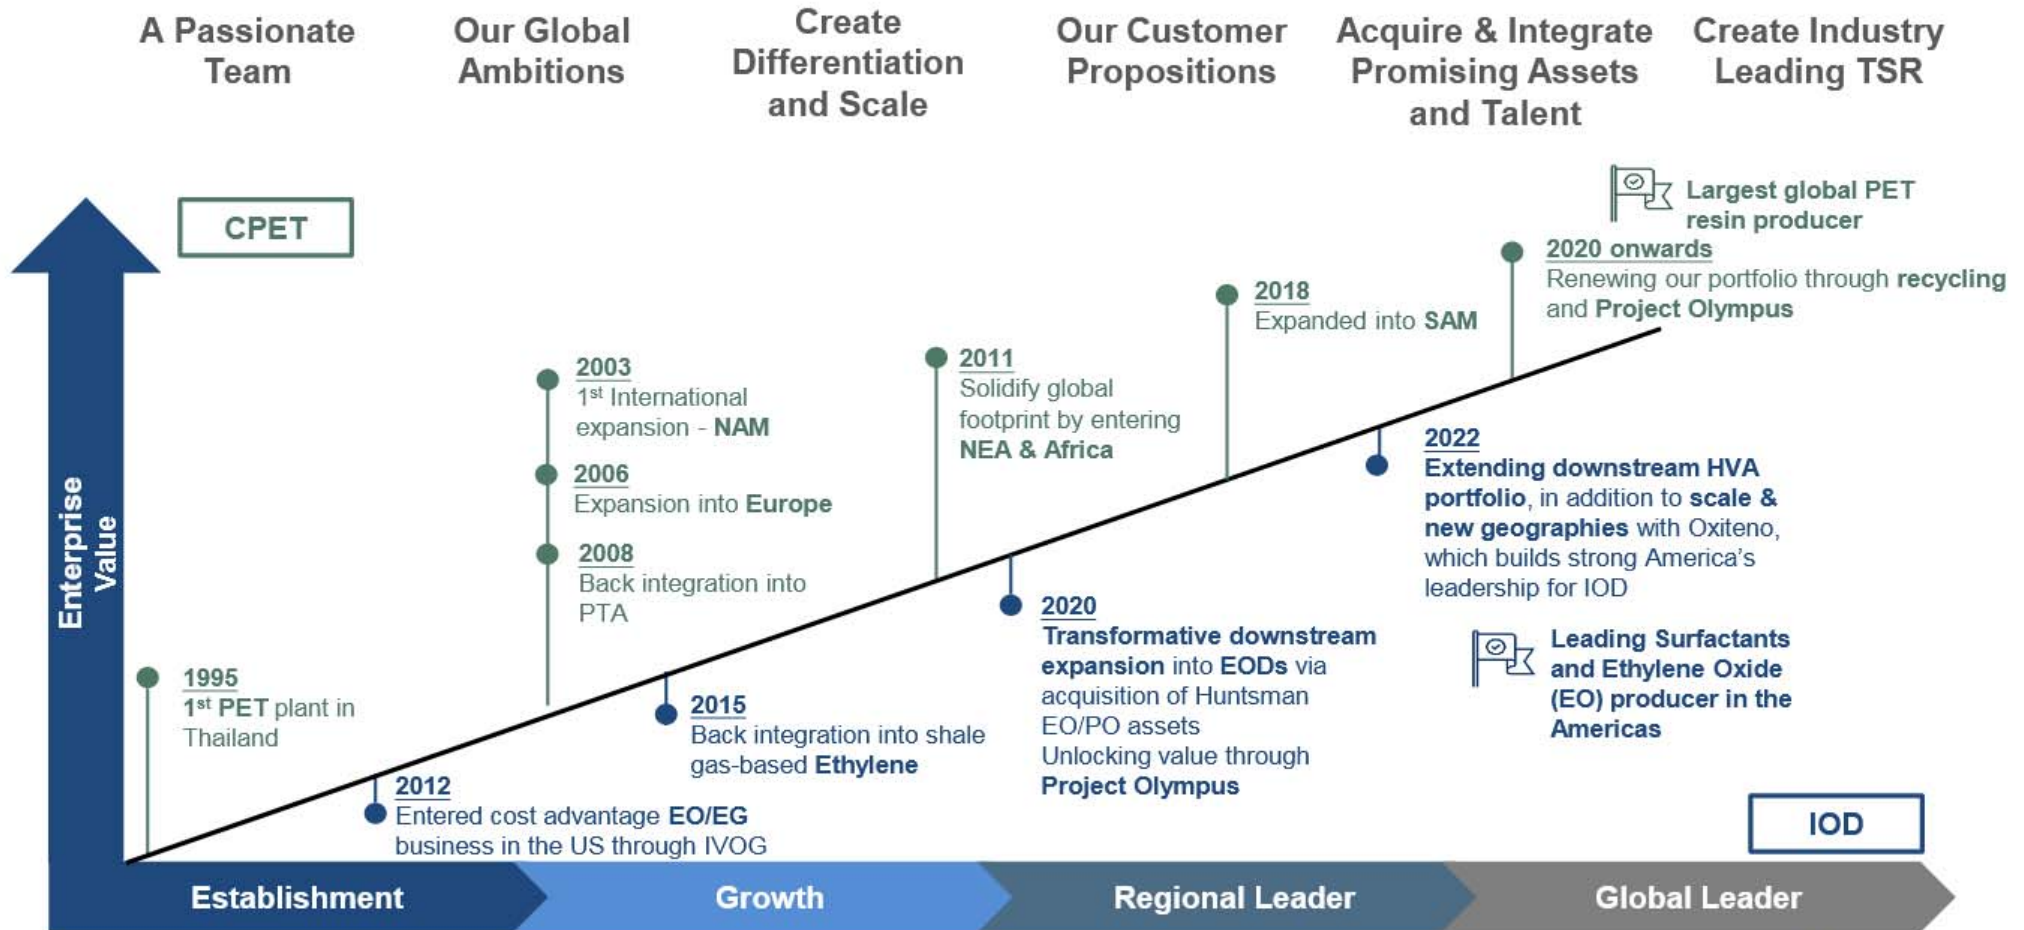 A Passionate
Team
Our Global
Ambitions
Create
Differentiation
and Scale
Our Customer
Propositions
Acquire & Integrate
Promising Assets
and Talent
Create Industry
Leading TSR
CPET
Largest global PET
resin producer
2020 onwards
Renewing our portfolio through recycling
and Project Olympus
2018
Expanded into SAM
2011
Solidify global
footprint by entering
NEA & Africa
2003
1st International
expansion - NAM
2006
Expansion into Europe
2008
Back integration into
PTA
1995
1st PET plant in
Thailand
Enterprise
Value
2012
Entered cost advantage EO/EG
business in the US through IVOG
2015
Back integration into shale
gas-based Ethylene
2020
Transformative downstream
expansion into EODs via
acquisition of Huntsman
EO/PO assets
Unlocking value through
Project Olympus
2022
Extending downstream HVA
portfolio, in addition to scale &
new geographies with Oxiteno,
which builds strong America's
leadership for IOD
Leading Surfactants
and Ethylene Oxide
(EO) producer in the
Americas
IOD
Establishment
Growth
Regional Leader
Global Leader